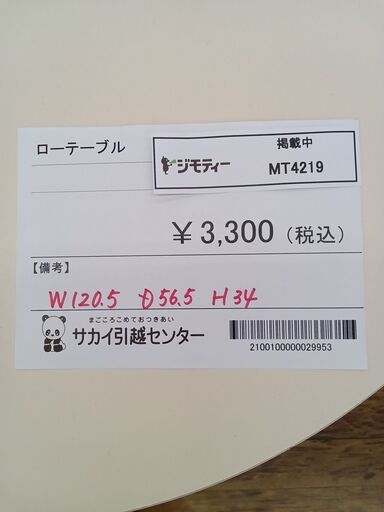 ローテーブル
ジモティー
掲載中
MT4219
￥3,300（税込）
【備考】
W120.5 D56.5 H34
まごころこめておつきあい
サカイ引越センター
2100100000029953